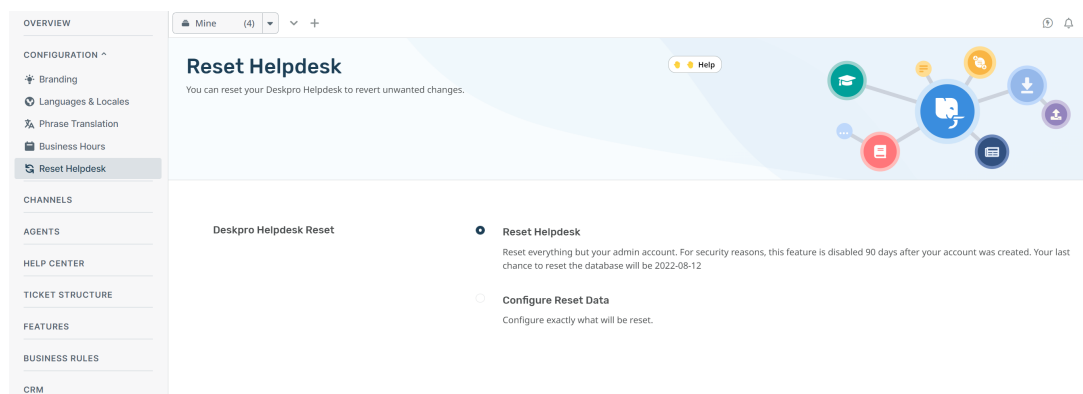 OVERVIEW
Mine (4)
CONFIGURATION
Branding
Languages & Locales
Phrase Translation
Business Hours
Reset Helpdesk
CHANNELS
AGENTS
HELP CENTER
TICKET STRUCTURE
FEATURES
BUSINESS RULES
CRM
Reset Helpdesk
Help
You can reset your Deskpro Helpdesk to revert unwanted changes.
Deskpro Helpdesk Reset
Reset Helpdesk
Reset everything but your admin account. For security reasons, this feature is disabled 90 days after your account was created. Your last
chance to reset the database will be 2022-08-12
Configure Reset Data
Configure exactly what will be reset.